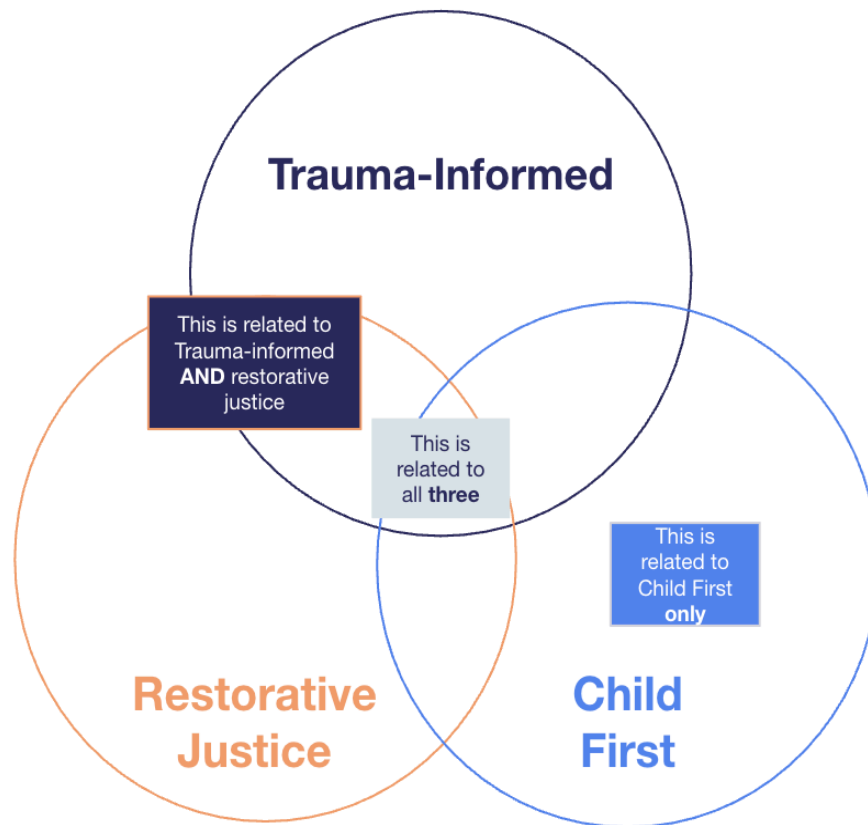 Trauma-Informed
This is related to
Trauma-informed
AND restorative
justice
This is
related to
all three
This is
related to
Child First
only
Restorative
Justice
Child
First